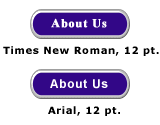 About Us
Times New Roman, 12 pt.
About Us
Arial, 12 pt.